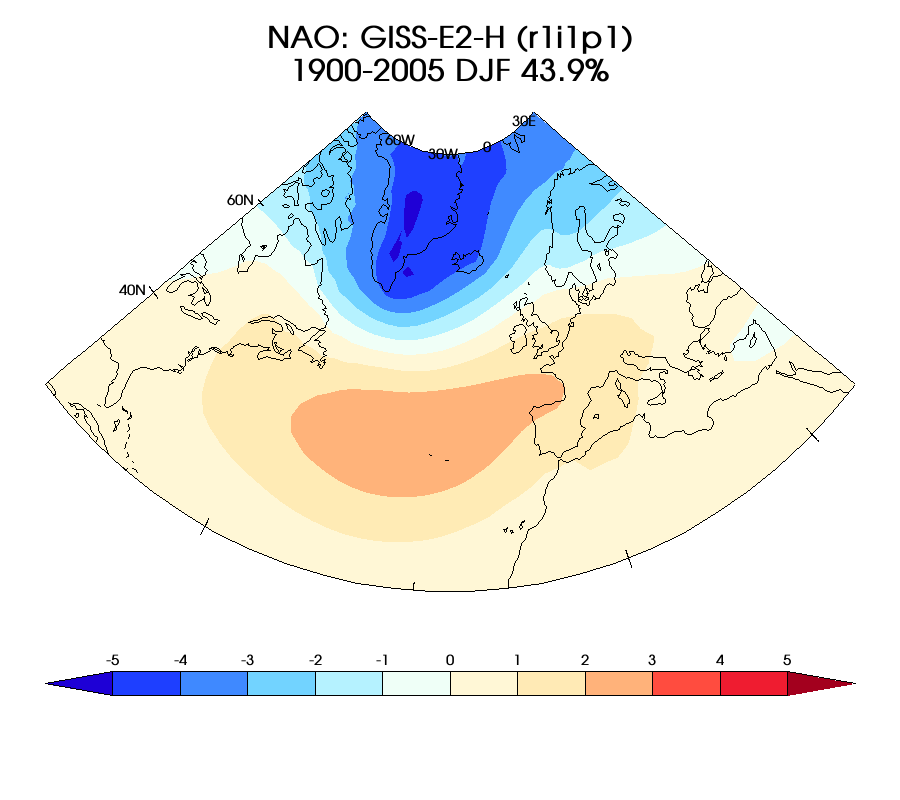 NAO: GISS-E2-H (r1i1p1)
1900-2005 DJF 43.9%
30E
60W
30W
0
60N
40N
-5 -4 -3 -2 -1 0 1 2 3 4 5